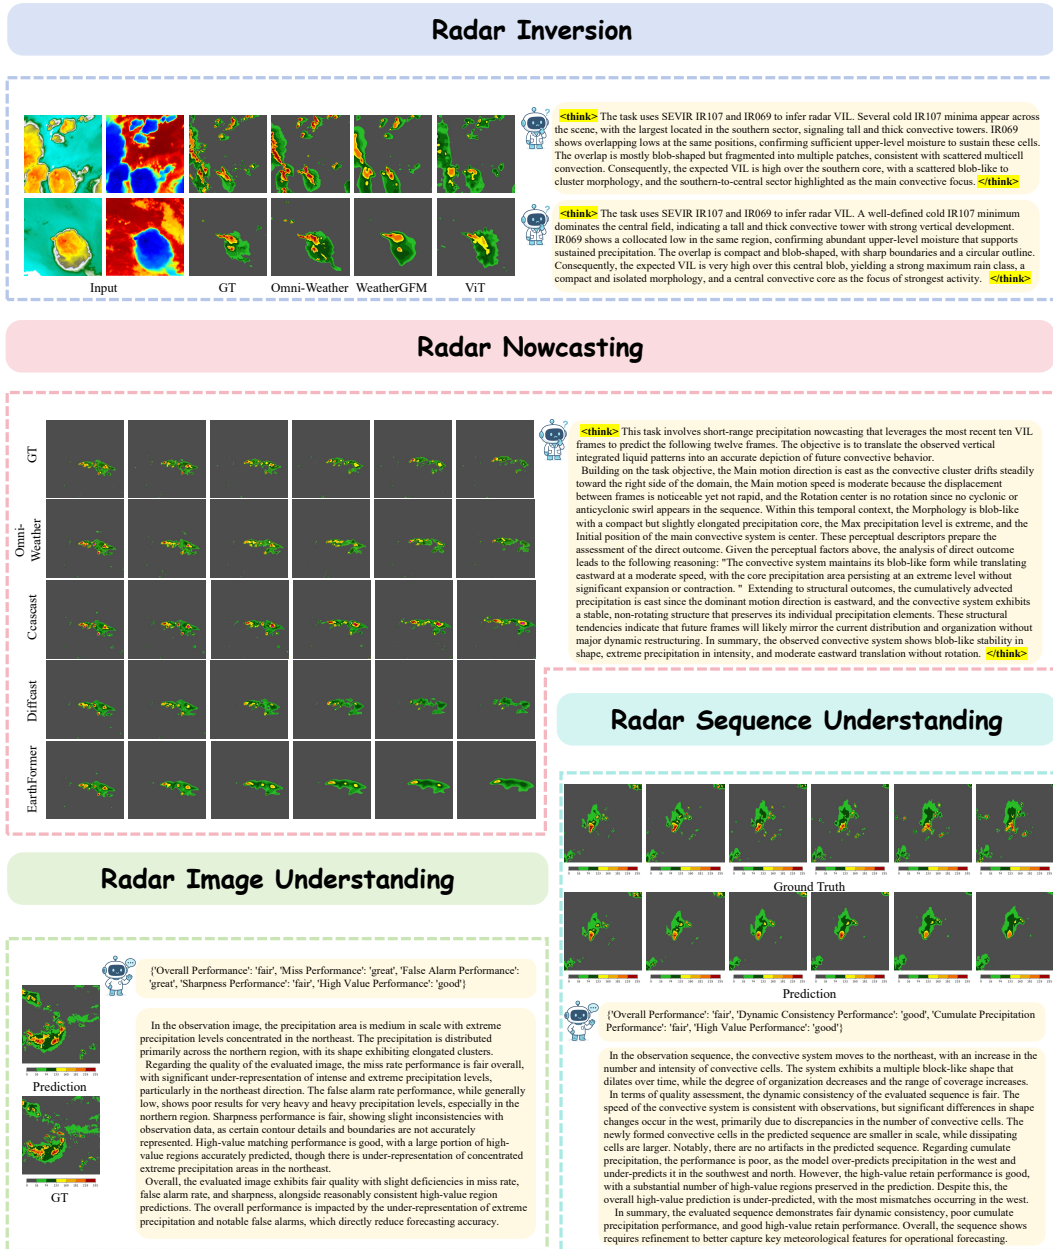 Radar Inversion
<think> The task uses SEVIR IR107 and IR069 to infer radar VIL. Several cold IR107 minima appear across
the scene, with the largest located in the southern sector, signaling tall and thick convective towers. IR069
shows overlapping lows at the same positions, confirming sufficient upper-level moisture to sustain these cells.
The overlap is mostly blob-shaped but fragmented into multiple patches, consistent with scattered multicell
convection. Consequently, the expected VIL is high over the southern core, with a scattered blob-like to
cluster morphology, and the southern-to-central sector highlighted as the main convective focus. </think>
<think> The task uses SEVIR IR107 and IR069 to infer radar VIL. A well-defined cold IR107 minimum
dominates the central field, indicating a tall and thick convective tower with strong vertical development.
IR069 shows a collocated low in the same region, confirming abundant upper-level moisture that supports
sustained precipitation. The overlap is compact and blob-shaped, with sharp boundaries and a circular outline.
Consequently, the expected VIL is very high over this central blob, yielding a strong maximum rain class, a
compact and isolated morphology, and a central convective core as the focus of strongest activity. </think>
Input GT Omni-Weather WeatherGFM ViT
Radar Nowcasting
GT
Omni-
Weather
Ccascast
Diffcast
EarthFormer
<think> This task involves short-range precipitation nowcasting that leverages the most recent ten VIL
frames to predict the following twelve frames. The objective is to translate the observed vertical
integrated liquid patterns into an accurate depiction of future convective behavior.
Building on the task objective, the Main motion direction is east as the convective cluster drifts steadily
toward the right side of the domain, the Main motion speed is moderate because the displacement
between frames is noticeable yet not rapid, and the Rotation center is no rotation since no cyclonic or
anticyclonic swirl appears in the sequence. Within this temporal context, the Morphology is blob-like
with a compact but slightly elongated precipitation core, the Max precipitation level is extreme, and the
Initial position of the main convective system is center. These perceptual descriptors prepare the
assessment of the direct outcome. Given the perceptual factors above, the analysis of direct outcome
leads to the following reasoning: "The convective system maintains its blob-like form while translating
eastward at a moderate speed, with the core precipitation area persisting at an extreme level without
significant expansion or contraction. " Extending to structural outcomes, the cumulatively advected
precipitation is east since the dominant motion direction is eastward, and the convective system exhibits
a stable, non-rotating structure that preserves its individual precipitation elements. These structural
tendencies indicate that future frames will likely mirror the current distribution and organization without
major dynamic restructuring. In summary, the observed convective system shows blob-like stability in
shape, extreme precipitation in intensity, and moderate eastward translation without rotation. </think>
Radar Sequence Understanding
Ground Truth
Prediction
{'Overall Performance': 'fair', 'Dynamic Consistency Performance': 'good', 'Cumulate Precipitation
Performance': 'fair', 'High Value Performance': 'good'}
In the observation sequence, the convective system moves to the northeast, with an increase in the
number and intensity of convective cells. The system exhibits a multiple block-like shape that
dilates over time, while the degree of organization decreases and the range of coverage increases.
In terms of quality assessment, the dynamic consistency of the evaluated sequence is fair. The
speed of the convective system is consistent with observations, but significant differences in shape
changes occur in the west, primarily due to discrepancies in the number of convective cells. The
newly formed convective cells in the predicted sequence are smaller in scale, while dissipating
cells are larger. Notably, there are no artifacts in the predicted sequence. Regarding cumulate
precipitation, the performance is poor, as the model over-predicts precipitation in the west and
under-predicts it in the southwest and north. However, the high-value retain performance is good,
with a substantial number of high-value regions preserved in the prediction. Despite this, the
overall high-value prediction is under-predicted, with the most mismatches occurring in the west.
In summary, the evaluated sequence demonstrates fair dynamic consistency, poor cumulate
precipitation performance, and good high-value retain performance. Overall, the sequence shows
requires refinement to better capture key meteorological features for operational forecasting.
Radar Image Understanding
Prediction
GT
{'Overall Performance': 'fair', 'Miss Performance': 'great', 'False Alarm Performance':
'great', 'Sharpness Performance': 'fair', 'High Value Performance': 'good'}
In the observation image, the precipitation area is medium in scale with extreme
precipitation levels concentrated in the northeast. The precipitation is distributed
primarily across the northern region, with its shape exhibiting elongated clusters.
Regarding the quality of the evaluated image, the miss rate performance is fair overall,
with significant under-representation of intense and extreme precipitation levels,
particularly in the northeast direction. The false alarm rate performance, while generally
low, shows poor results for very heavy and heavy precipitation levels, especially in the
northern region. Sharpness performance is fair, showing slight inconsistencies with
observation data, as certain contour details and boundaries are not accurately
represented. High-value matching performance is good, with a large portion of high-
value regions accurately predicted, though there is under-representation of concentrated
extreme precipitation areas in the northeast.
Overall, the evaluated image exhibits fair quality with slight deficiencies in miss rate,
false alarm rate, and sharpness, alongside reasonably consistent high-value region
predictions. The overall performance is impacted by the under-representation of extreme
precipitation and notable false alarms, which directly reduce forecasting accuracy.